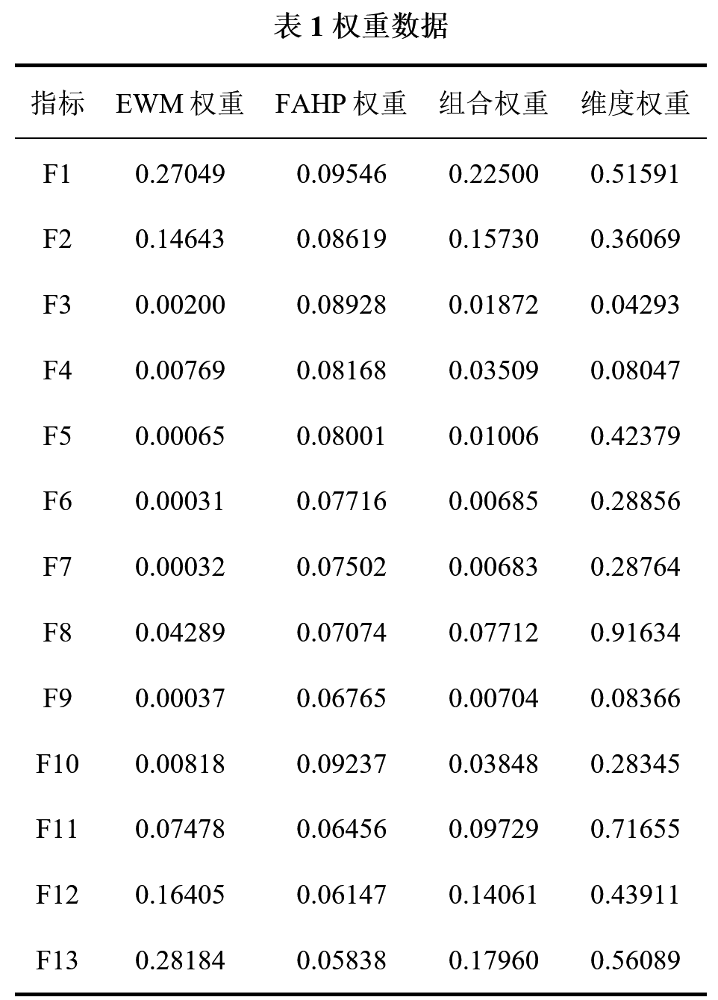 表 1 权重数据
指标 EWM 权重 FAHP 权重 组合权重 维度权重
F1 0.27049 0.09546 0.22500 0.51591
F2 0.14643 0.08619 0.15730 0.36069
F3 0.00200 0.08928 0.01872 0.04293
F4 0.00769 0.08168 0.03509 0.08047
F5 0.00065 0.08001 0.01006 0.42379
F6 0.00031 0.07716 0.00685 0.28856
F7 0.00032 0.07502 0.00683 0.28764
F8 0.04289 0.07074 0.07712 0.91634
F9 0.00037 0.06765 0.00704 0.08366
F10 0.00818 0.09237 0.03848 0.28345
F11 0.07478 0.06456 0.09729 0.71655
F12 0.16405 0.06147 0.14061 0.43911
F13 0.28184 0.05838 0.17960 0.56089